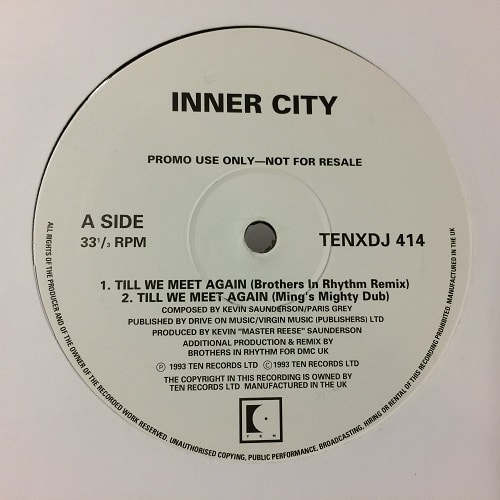 INNER CITY
PROMO USE ONLY—NOT FOR RESALE
A SIDE
33 1/3 RPM
TENXDJ 414
1. TILL WE MEET AGAIN (Brothers In Rhythm Remix)
2. TILL WE MEET AGAIN (Ming's Mighty Dub)
COMPOSED BY KEVIN SAUNDERSON/PARIS GREY
PUBLISHED BY DRIVE ON MUSIC/VIRGIN MUSIC (PUBLISHERS) LTD
PRODUCED BY KEVIN "MASTER REESE" SAUNDERSON
ADDITIONAL PRODUCTION & REMIX BY
BROTHERS IN RHYTHM FOR DMC UK
Ⓟ 1993 TEN RECORDS LTD © 1993 TEN RECORDS LTD
THE COPYRIGHT IN THIS RECORDING IS OWNED BY
TEN RECORDS LTD MANUFACTURED IN THE UK
TEN
ALL RIGHTS OF THE PRODUCER AND OF THE OWNER OF THE RECORDED WORK RESERVED. UNAUTHORISED COPYING, PUBLIC PERFORMANCE, BROADCASTING, HIRING OR RENTAL OF THIS RECORDING PROHIBITED. MANUFACTURED IN THE UK